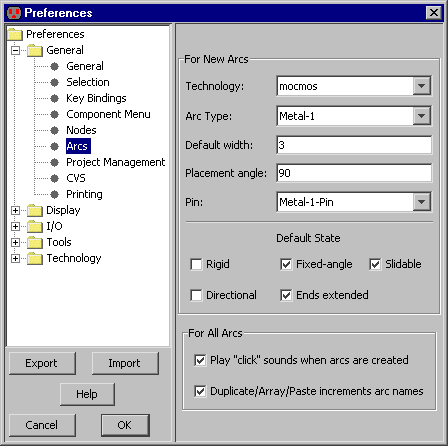 Preferences
Preferences
General
General
Selection
Key Bindings
Component Menu
Nodes
Arcs
Project Management
CVS
Printing
Display
I/O
Tools
Technology
Export
Import
Help
Cancel
OK
For New Arcs
Technology: mocmos
Arc Type: Metal-1
Default width: 3
Placement angle: 90
Pin: Metal-1-Pin
Default State
Rigid Fixed-angle Slidable
Directional Ends extended
For All Arcs
Play "click" sounds when arcs are created
Duplicate/Array/Paste increments arc names